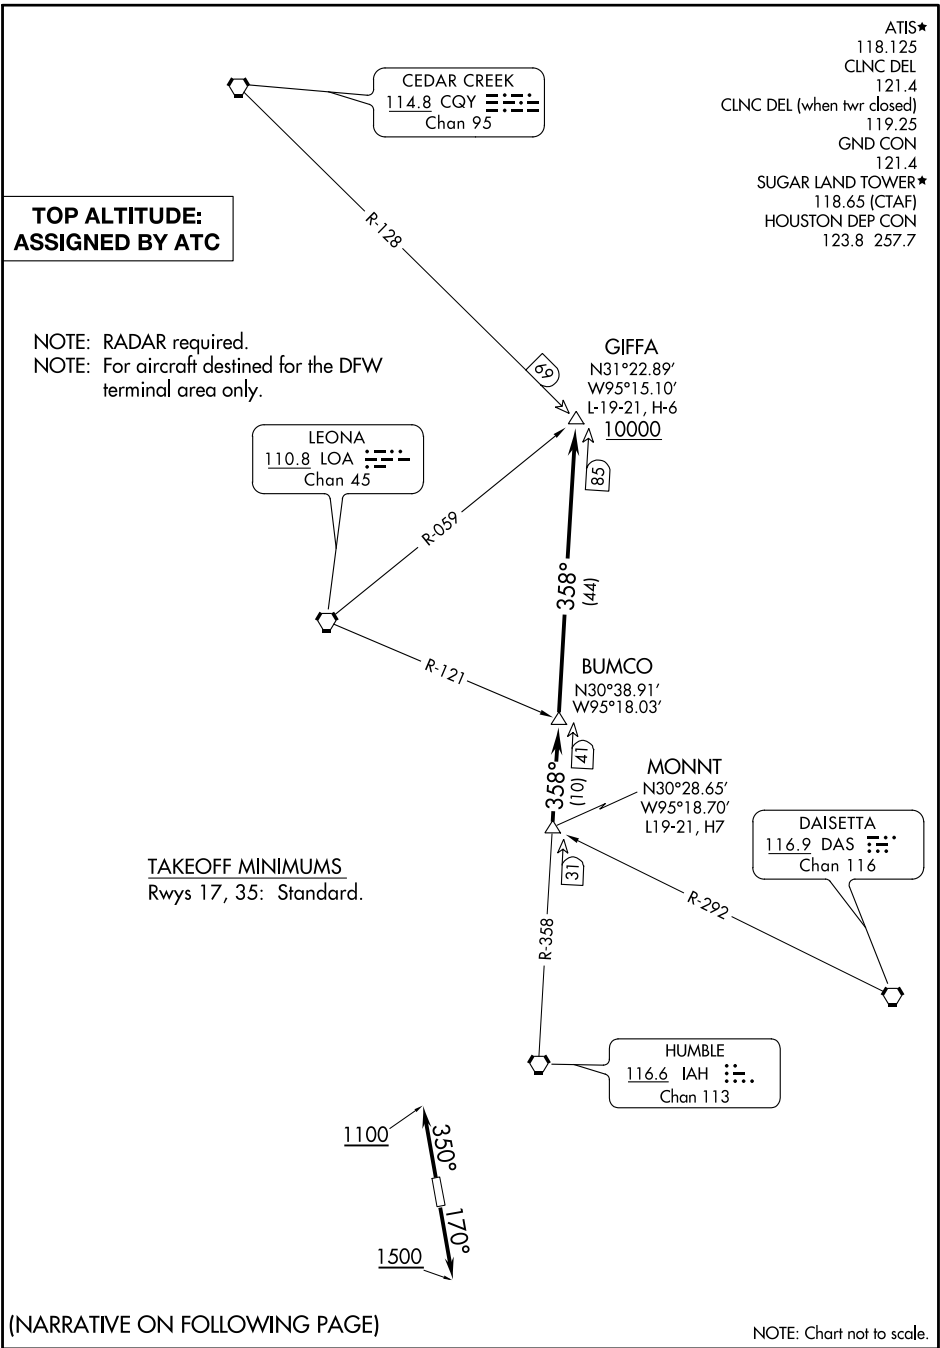 ATIS★
118.125
CLNC DEL
121.4
CLNC DEL (when twr closed)
119.25
GND CON
121.4
SUGAR LAND TOWER★
118.65 (CTAF)
HOUSTON DEP CON
123.8 257.7
CEDAR CREEK
114.8 CQY
Chan 95
TOP ALTITUDE:
ASSIGNED BY ATC
R-128
NOTE: RADAR required.
NOTE: For aircraft destined for the DFW
terminal area only.
69
GIFFA
N31°22.89'
W95°15.10'
L-19-21, H-6
10000
LEONA
110.8 LOA
Chan 45
85
R-059
358°
(44)
R-121
BUMCO
N30°38.91'
W95°18.03'
41
358°
(10)
MONNT
N30°28.65'
W95°18.70'
L19-21, H7
DAISETTA
116.9 DAS
Chan 116
TAKEOFF MINIMUMS
Rwys 17, 35: Standard.
31
R-292
R-358
HUMBLE
116.6 IAH
Chan 113
1100
350°
170°
1500
(NARRATIVE ON FOLLOWING PAGE)
NOTE: Chart not to scale.